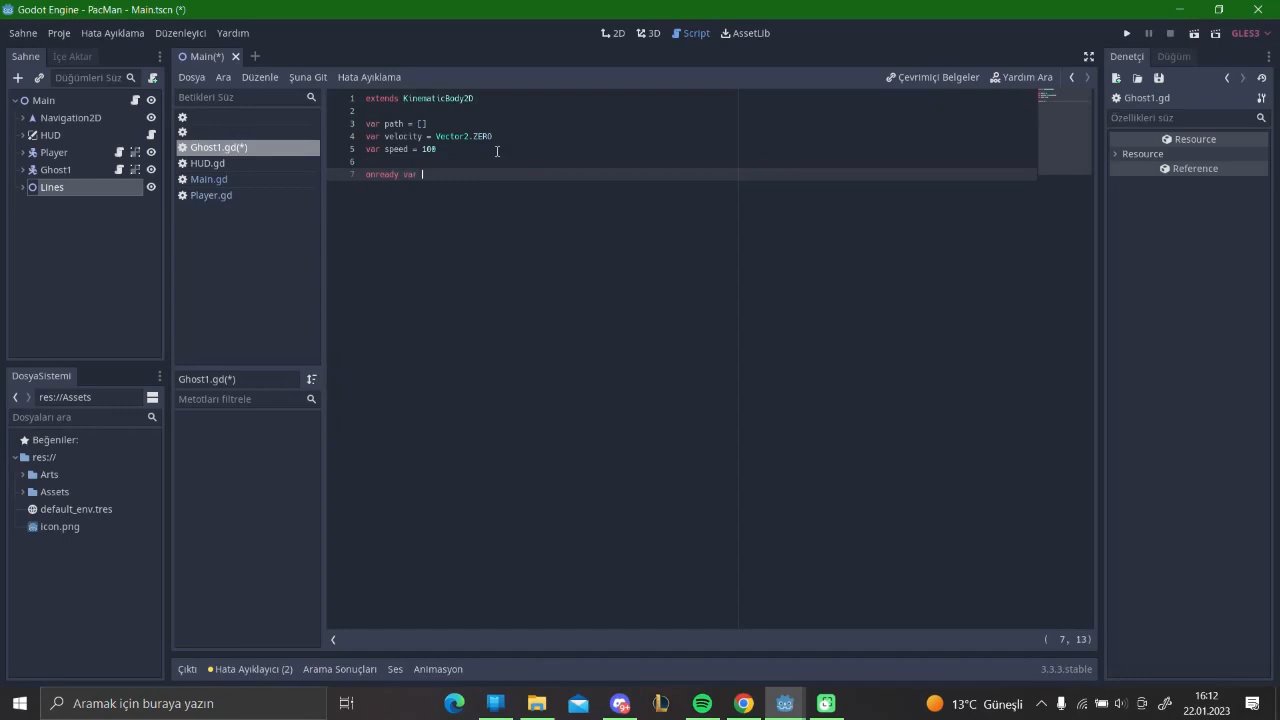 Godot Engine - PacMan - Main.tscn (*)
Sahne Proje Hata Ayıklama Düzenleyici Yardım
2D 3D Script AssetLib
GLES3
Sahne İçe Aktar
Düğümleri Süz
Main
Navigation2D
HUD
Player
Ghost1
Lines
DosyaSistemi
res://Assets
Dosyaları ara
Beğeniler:
res://
Arts
Assets
default_env.tres
icon.png
Main(*)
Dosya Ara Düzenle Şuna Git Hata Ayıklama
Çevrimiçi Belgeler Yardım Ara
Betikleri Süz
Ghost1.gd(*)
HUD.gd
Main.gd
Player.gd
Ghost1.gd(*)
Metotları filtrele
1 extends KinematicBody2D
2
3 var path = []
4 var velocity = Vector2.ZERO
5 var speed = 100
6
7 onready var
( 7, 13)
Çıktı Hata Ayıklayıcı (2) Arama Sonuçları Ses Animasyon
3.3.3.stable
Denetçi Düğüm
Ghost1.gd
Özellikleri süz
Resource
Resource
Reference
Aramak için buraya yazın
9+
13°C Güneşli
16:12
22.01.2023